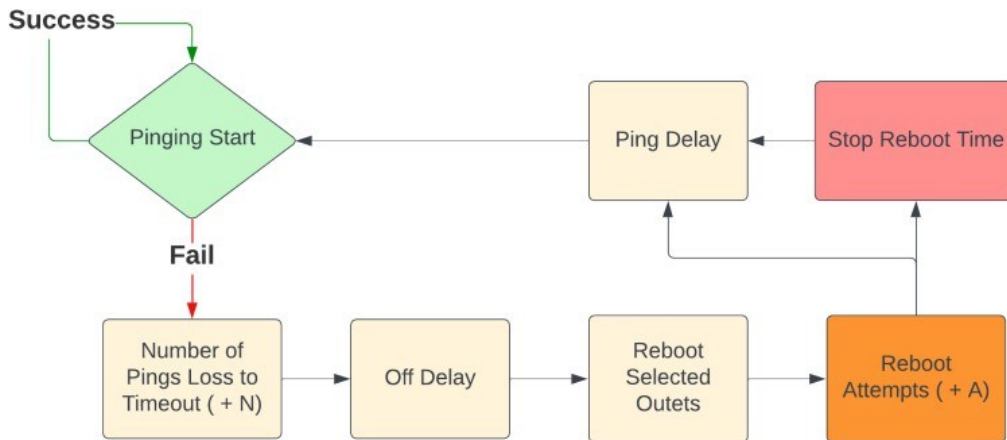 Success
Pinging Start
Ping Delay
Stop Reboot Time
Fail
Number of
Pings Loss to
Timeout ( + N)
Off Delay
Reboot
Selected
Outets
Reboot
Attempts ( + A)